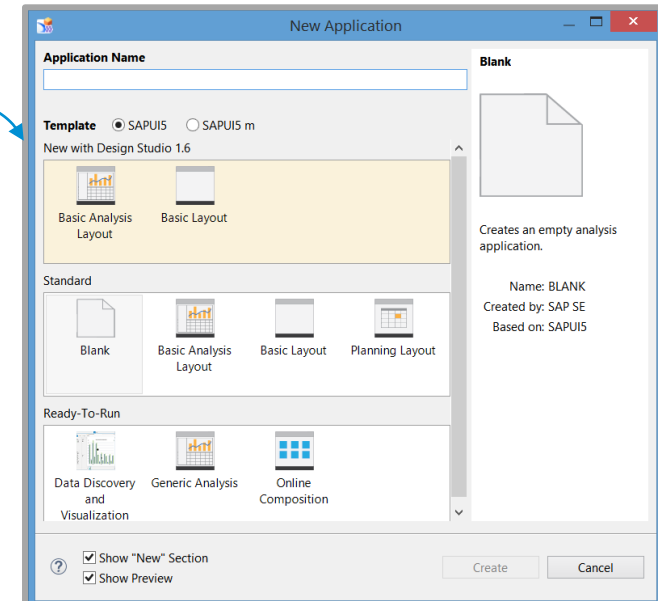 New Application
Application Name
Template SAPUI5 SAPUI5 m
New with Design Studio 1.6
Basic Analysis
Layout
Basic Layout
Standard
Blank
Basic Analysis
Layout
Basic Layout
Planning Layout
Ready-To-Run
Data Discovery
and
Visualization
Generic Analysis
Online
Composition
Blank
Creates an empty analysis
application.
Name: BLANK
Created by: SAP SE
Based on: SAPUI5
?
Show "New" Section
Show Preview
Create
Cancel